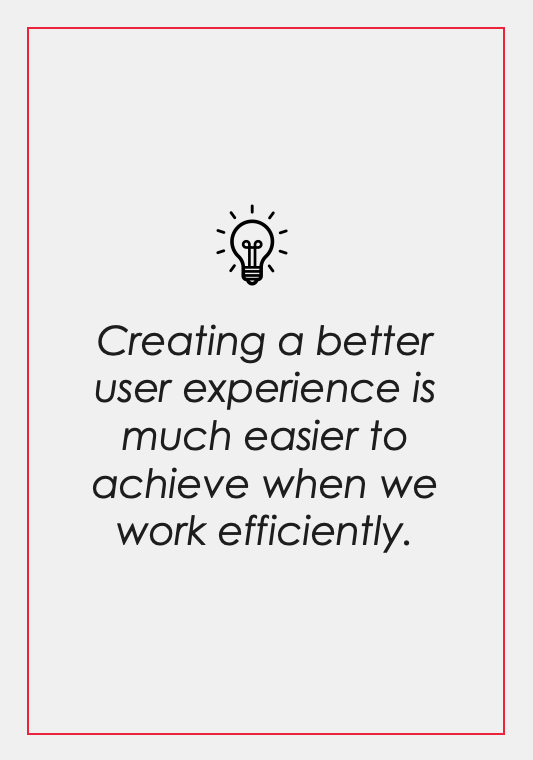 Creating a better
user experience is
much easier to
achieve when we
work efficiently.